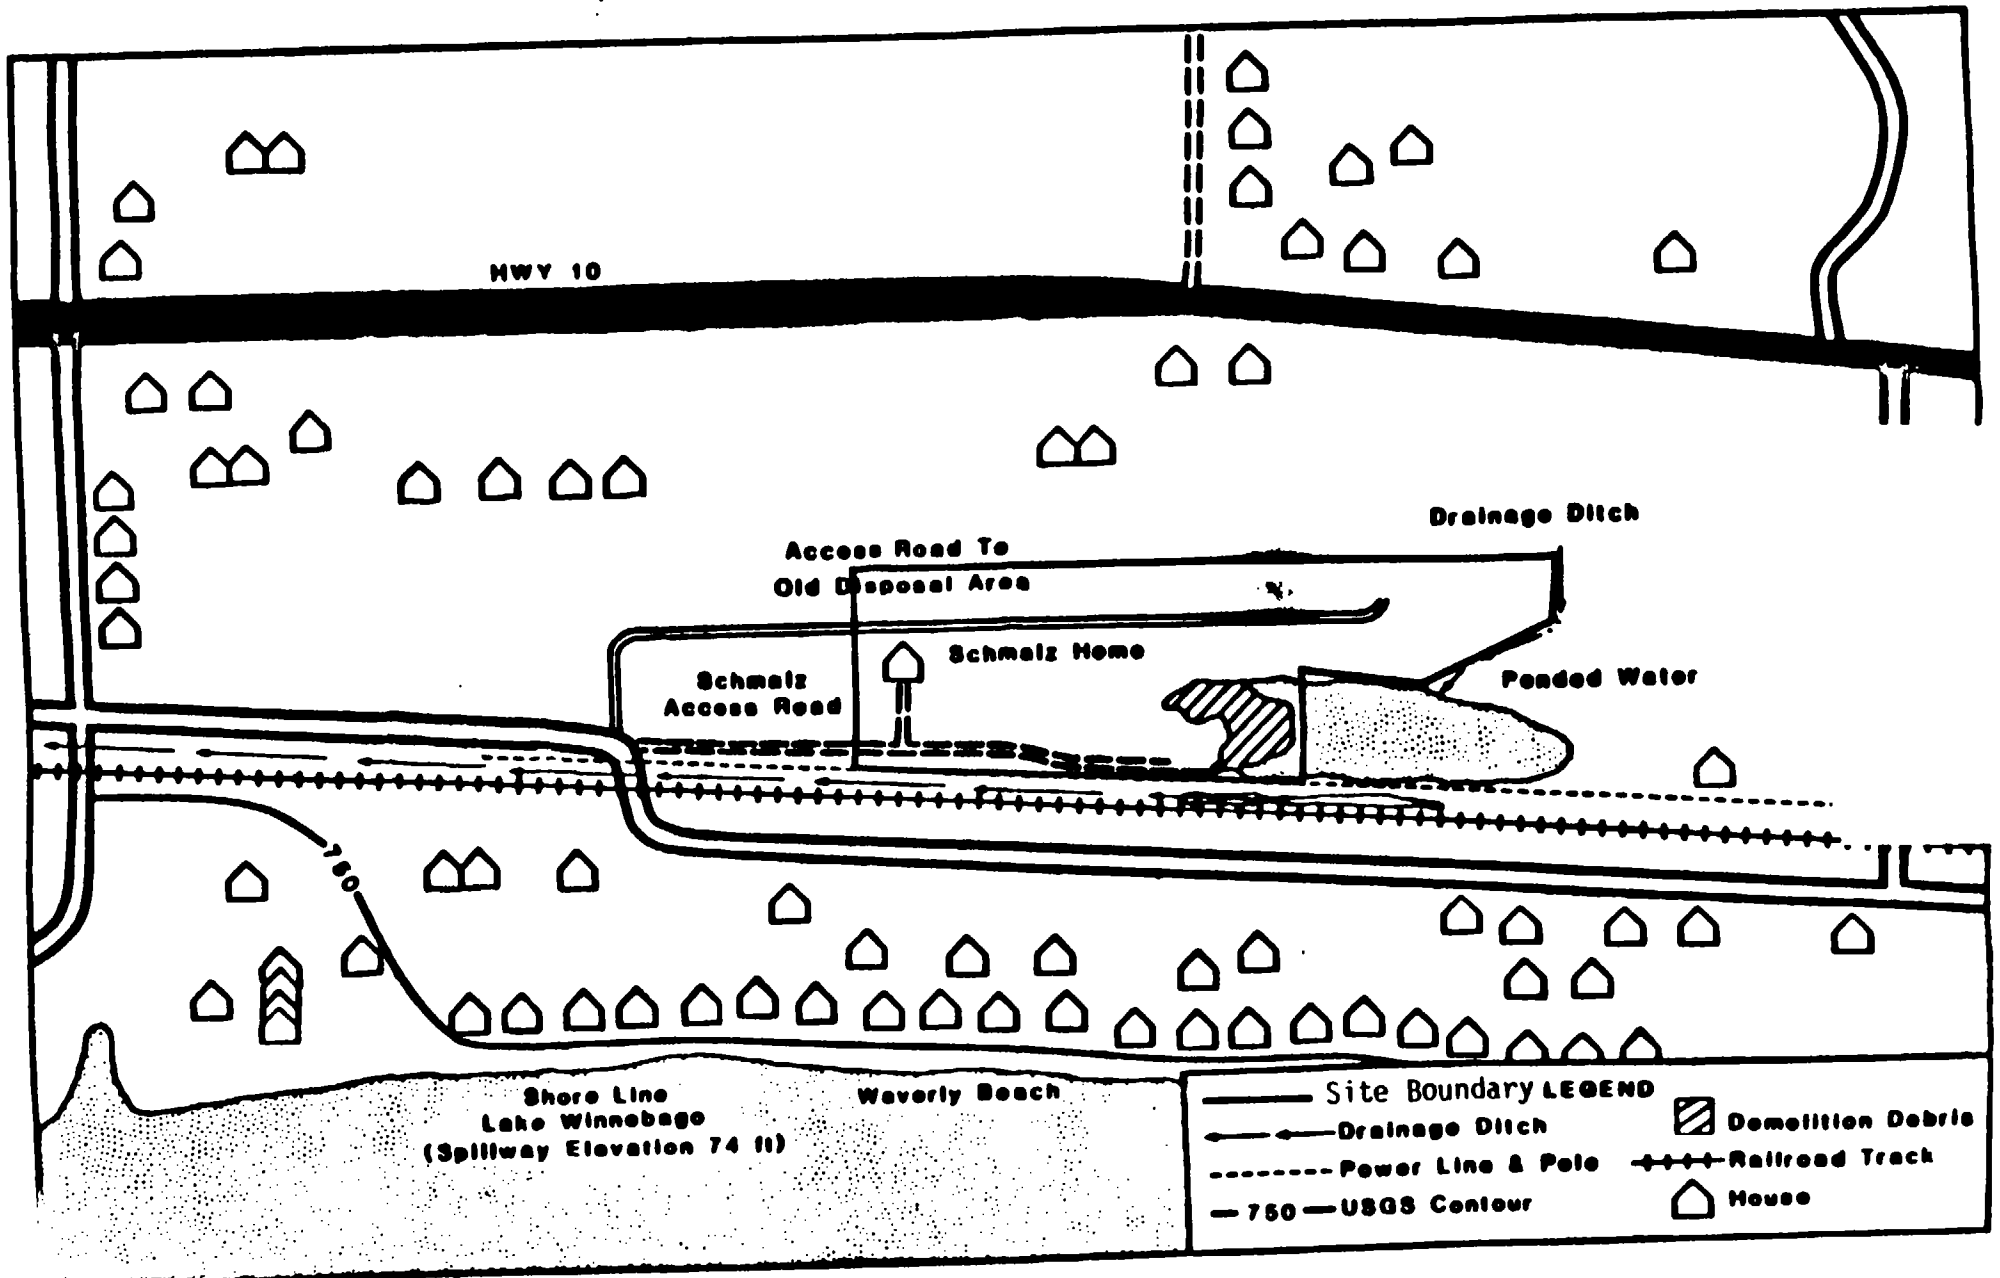 HWY 10
Drainage Ditch
Access Road To
Old Disposal Area
Schmalz Home
Schmalz
Access Road
Ponded Water
750
Shore Line
Lake Winnebago
(Spillway Elevation 74 ft)
Waverly Beach
Site Boundary LEGEND
Drainage Ditch
Demolition Debris
Power Line & Pole
Railroad Track
750 USGS Contour
House